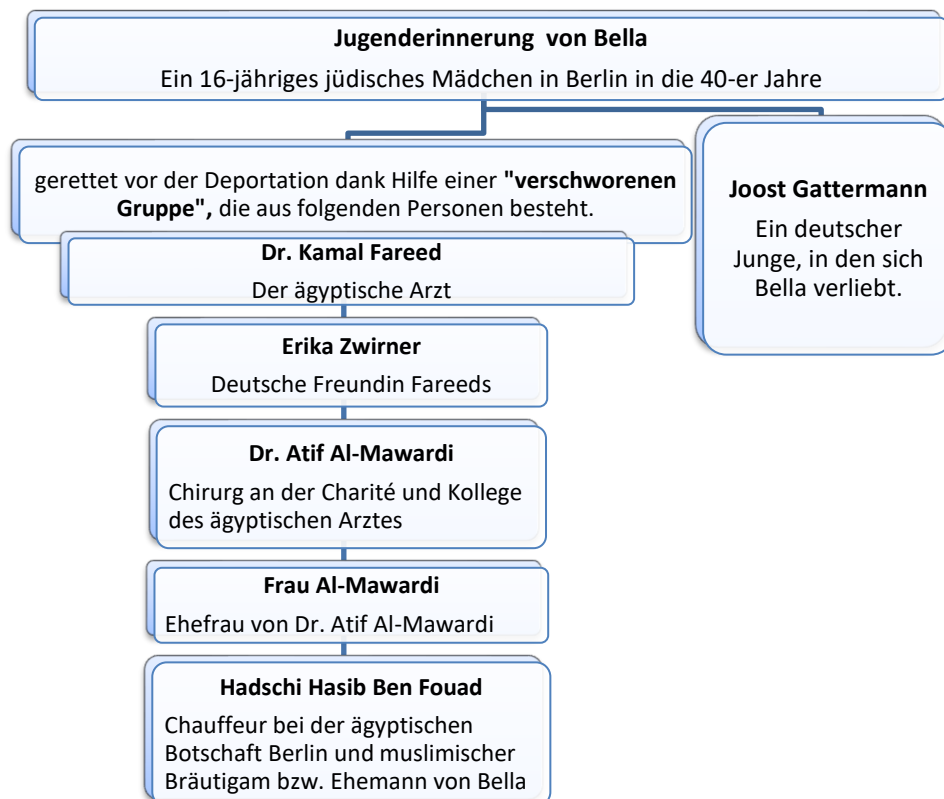 Jugenderinnerung von Bella
Ein 16-jähriges jüdisches Mädchen in Berlin in die 40-er Jahre
gerettet vor der Deportation dank Hilfe einer "verschworenen
Gruppe", die aus folgenden Personen besteht.
Joost Gattermann
Ein deutscher
Junge, in den sich
Bella verliebt.
Dr. Kamal Fareed
Der ägyptische Arzt
Erika Zwirner
Deutsche Freundin Fareeds
Dr. Atif Al-Mawardi
Chirurg an der Charité und Kollege
des ägyptischen Arztes
Frau Al-Mawardi
Ehefrau von Dr. Atif Al-Mawardi
Hadschi Hasib Ben Fouad
Chauffeur bei der ägyptischen
Botschaft Berlin und muslimischer
Bräutigam bzw. Ehemann von Bella